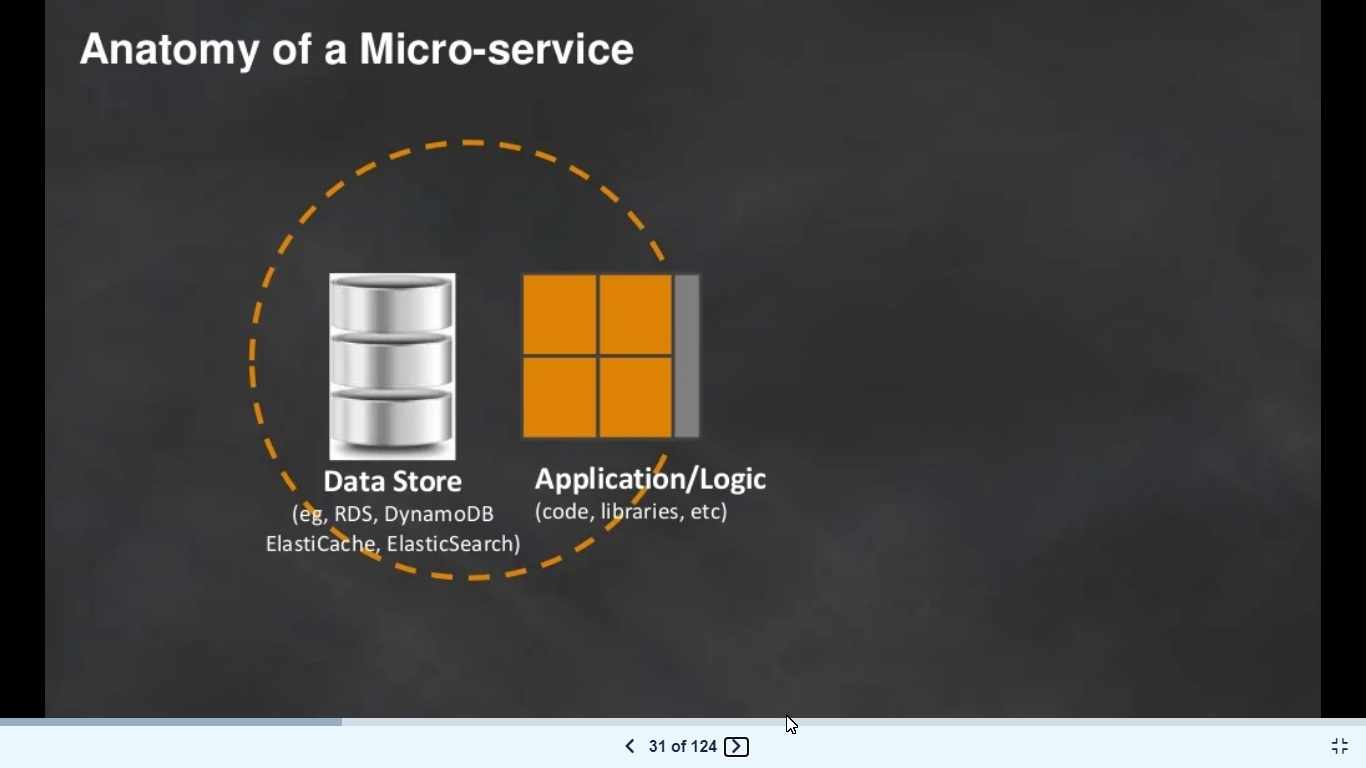 Anatomy of a Micro-service
Data Store
(eg, RDS, DynamoDB
ElastiCache, ElasticSearch)
Application/Logic
(code, libraries, etc)
31 of 124